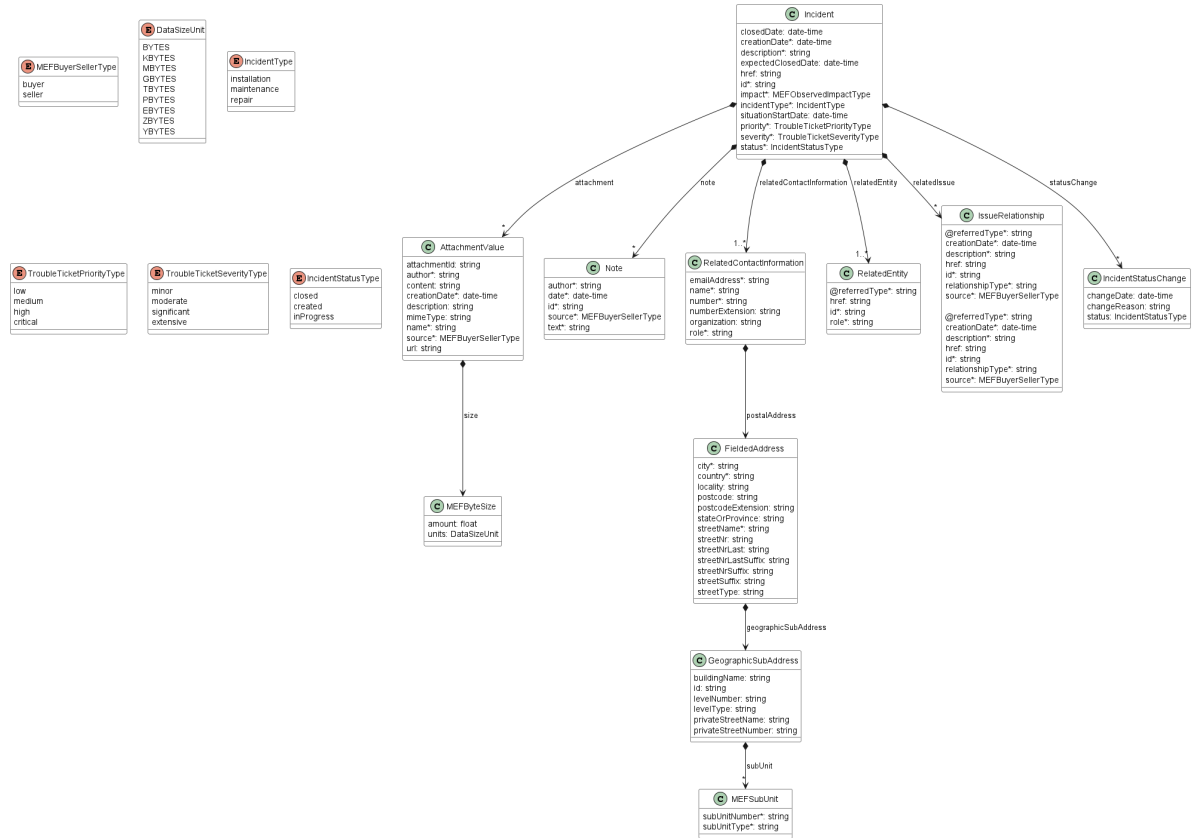 E MEFBuyerSellerType
buyer
seller
E DataSizeUnit
BYTES
KBYTES
MBYTES
GBYTES
TBYTES
PBYTES
EBYTES
ZBYTES
YBYTES
E IncidentType
installation
maintenance
repair
C Incident
closedDate: date-time
creationDate*: date-time
description*: string
expectedClosedDate: date-time
href: string
id*: string
impact*: MEFObservedImpactType
incidentType*: IncidentType
situationStartDate: date-time
priority*: TroubleTicketPriorityType
severity*: TroubleTicketSeverityType
status*: IncidentStatusType
attachment
note
relatedContactInformation
relatedEntity
relatedIssue
statusChange
*
*
1..*
1..*
*
*
E TroubleTicketPriorityType
low
medium
high
critical
E TroubleTicketSeverityType
minor
moderate
significant
extensive
E IncidentStatusType
closed
created
inProgress
C AttachmentValue
attachmentId: string
author*: string
content: string
creationDate*: date-time
description: string
mimeType: string
name*: string
source*: MEFBuyerSellerType
url: string
C Note
author*: string
date*: date-time
id*: string
source*: MEFBuyerSellerType
text*: string
C RelatedContactInformation
emailAddress*: string
name*: string
number*: string
numberExtension: string
organization: string
role*: string
C RelatedEntity
@referredType*: string
href: string
id*: string
role*: string
C IssueRelationship
@referredType*: string
creationDate*: date-time
description*: string
href: string
id*: string
relationshipType*: string
source*: MEFBuyerSellerType
@referredType*: string
creationDate*: date-time
description*: string
href: string
id*: string
relationshipType*: string
source*: MEFBuyerSellerType
C IncidentStatusChange
changeDate: date-time
changeReason: string
status: IncidentStatusType
size
postalAddress
C MEFByteSize
amount: float
units: DataSizeUnit
C FieldedAddress
city*: string
country*: string
locality: string
postcode: string
postcodeExtension: string
stateOrProvince: string
streetName*: string
streetNr: string
streetNrLast: string
streetNrLastSuffix: string
streetNrSuffix: string
streetSuffix: string
streetType: string
geographicSubAddress
C GeographicSubAddress
buildingName: string
id: string
levelNumber: string
levelType: string
privateStreetName: string
privateStreetNumber: string
subUnit
*
C MEFSubUnit
subUnitNumber*: string
subUnitType*: string